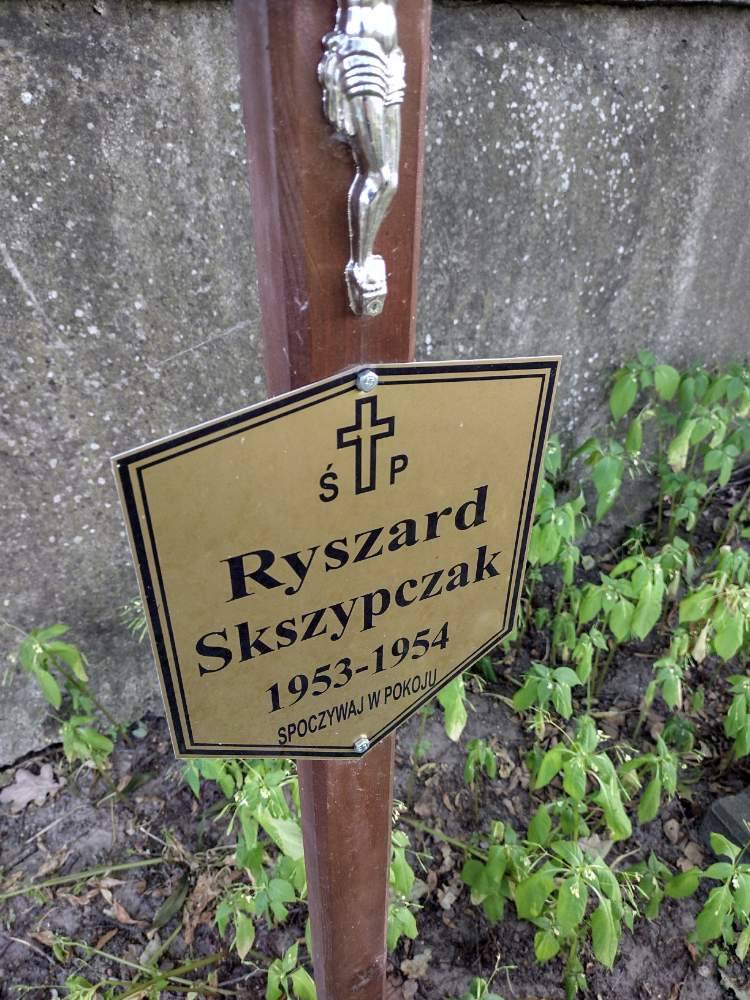 Ś P
Ryszard
Skszypczak
1953-1954
SPOCZYWAJ W POKOJU